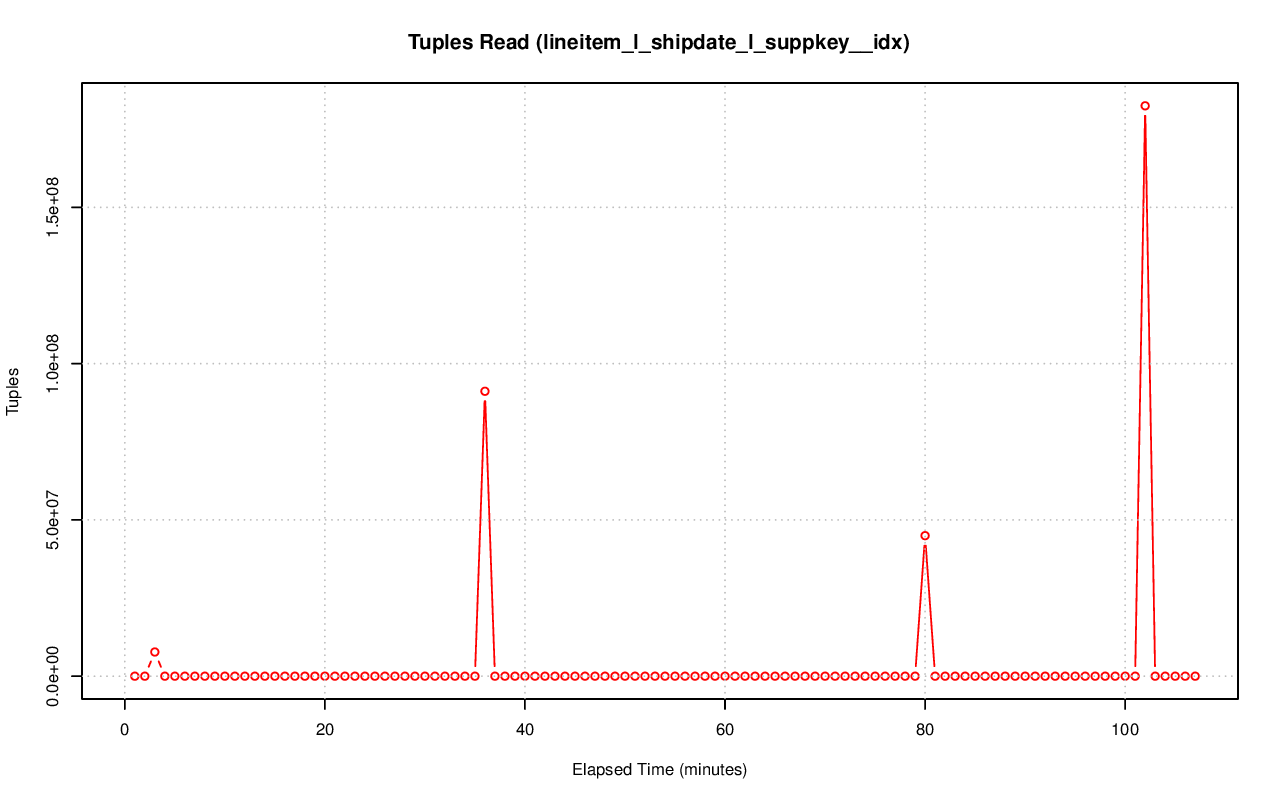 Tuples Read (lineitem_l_shipdate_l_suppkey__idx)
1.5e+08
1.0e+08
5.0e+07
0.0e+00
Tuples
0 20 40 60 80 100
Elapsed Time (minutes)